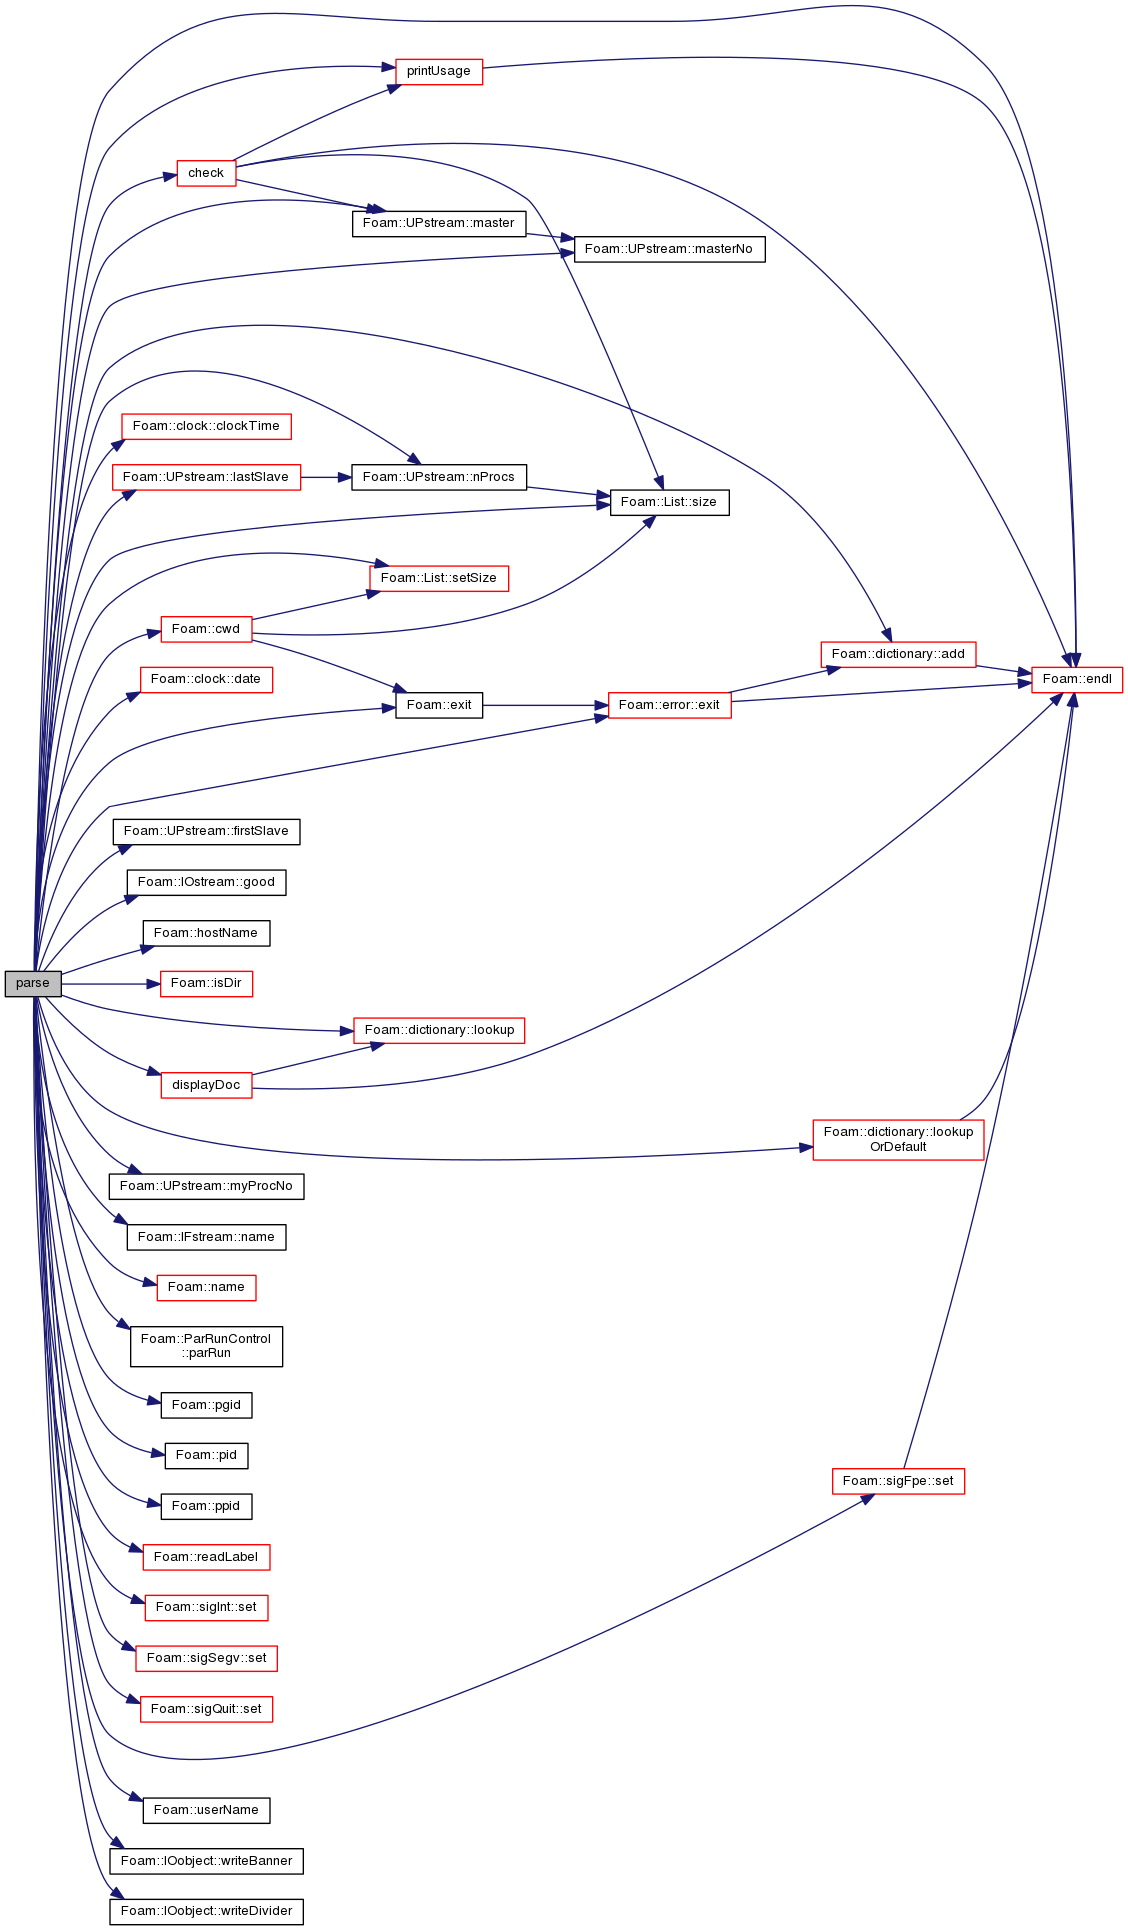 printUsage
check
Foam::UPstream::master
Foam::UPstream::masterNo
Foam::clock::clockTime
Foam::UPstream::lastSlave
Foam::UPstream::nProcs
Foam::List::size
Foam::List::setSize
Foam::cwd
Foam::dictionary::add
Foam::clock::date
Foam::endl
Foam::exit
Foam::error::exit
Foam::UPstream::firstSlave
Foam::IOstream::good
Foam::hostName
parse
Foam::isDir
Foam::dictionary::lookup
displayDoc
Foam::dictionary::lookup
OrDefault
Foam::UPstream::myProcNo
Foam::IFstream::name
Foam::name
Foam::ParRunControl
::parRun
Foam::pgid
Foam::pid
Foam::sigFpe::set
Foam::ppid
Foam::readLabel
Foam::sigInt::set
Foam::sigSegv::set
Foam::sigQuit::set
Foam::userName
Foam::IOobject::writeBanner
Foam::IOobject::writeDivider